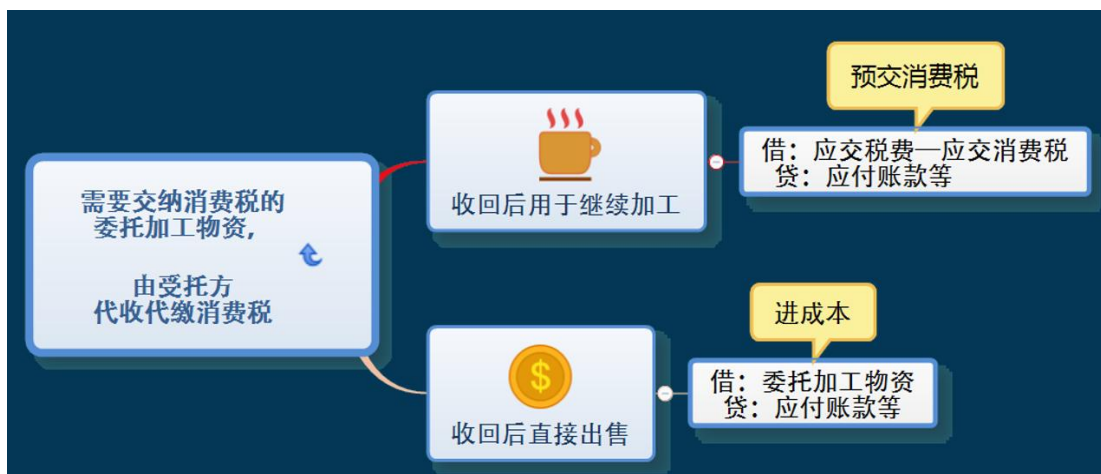 需要交纳消费税的
委托加工物资,
由受托方
代收代缴消费税
收回后用于继续加工
预交消费税
借：应交税费—应交消费税
贷：应付账款等
收回后直接出售
进成本
借：委托加工物资
贷：应付账款等